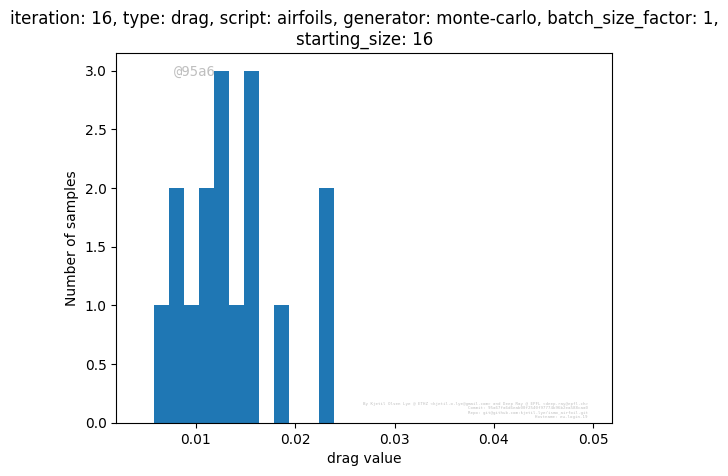 iteration: 16, type: drag, script: airfoils, generator: monte-carlo, batch_size_factor: 1,
starting_size: 16
@95a6
3.0
2.5
2.0
1.5
1.0
0.5
0.0
Number of samples
0.01 0.02 0.03 0.04 0.05
drag value